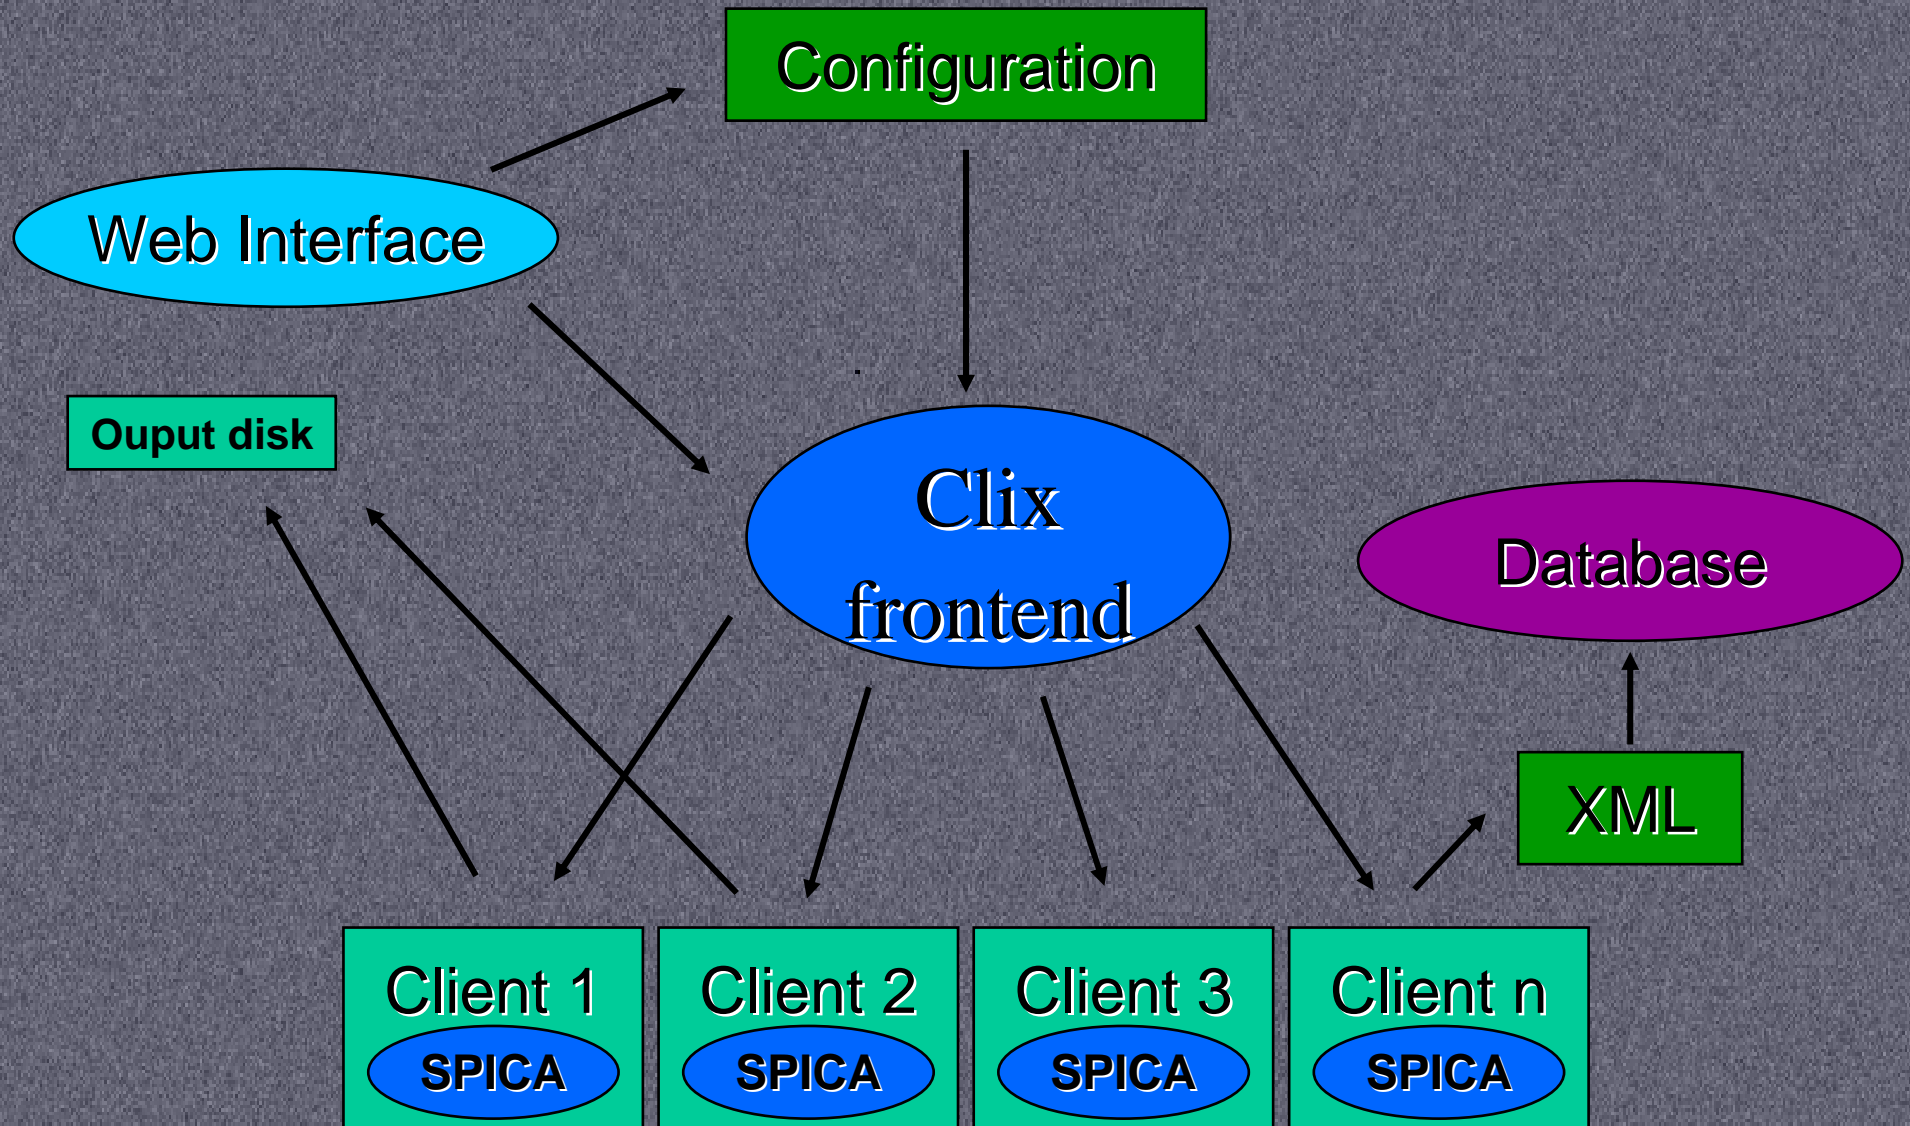 Configuration
Web Interface
Ouput disk
Clix
frontend
Database
XML
Client 1
SPICA
Client 2
SPICA
Client 3
SPICA
Client n
SPICA